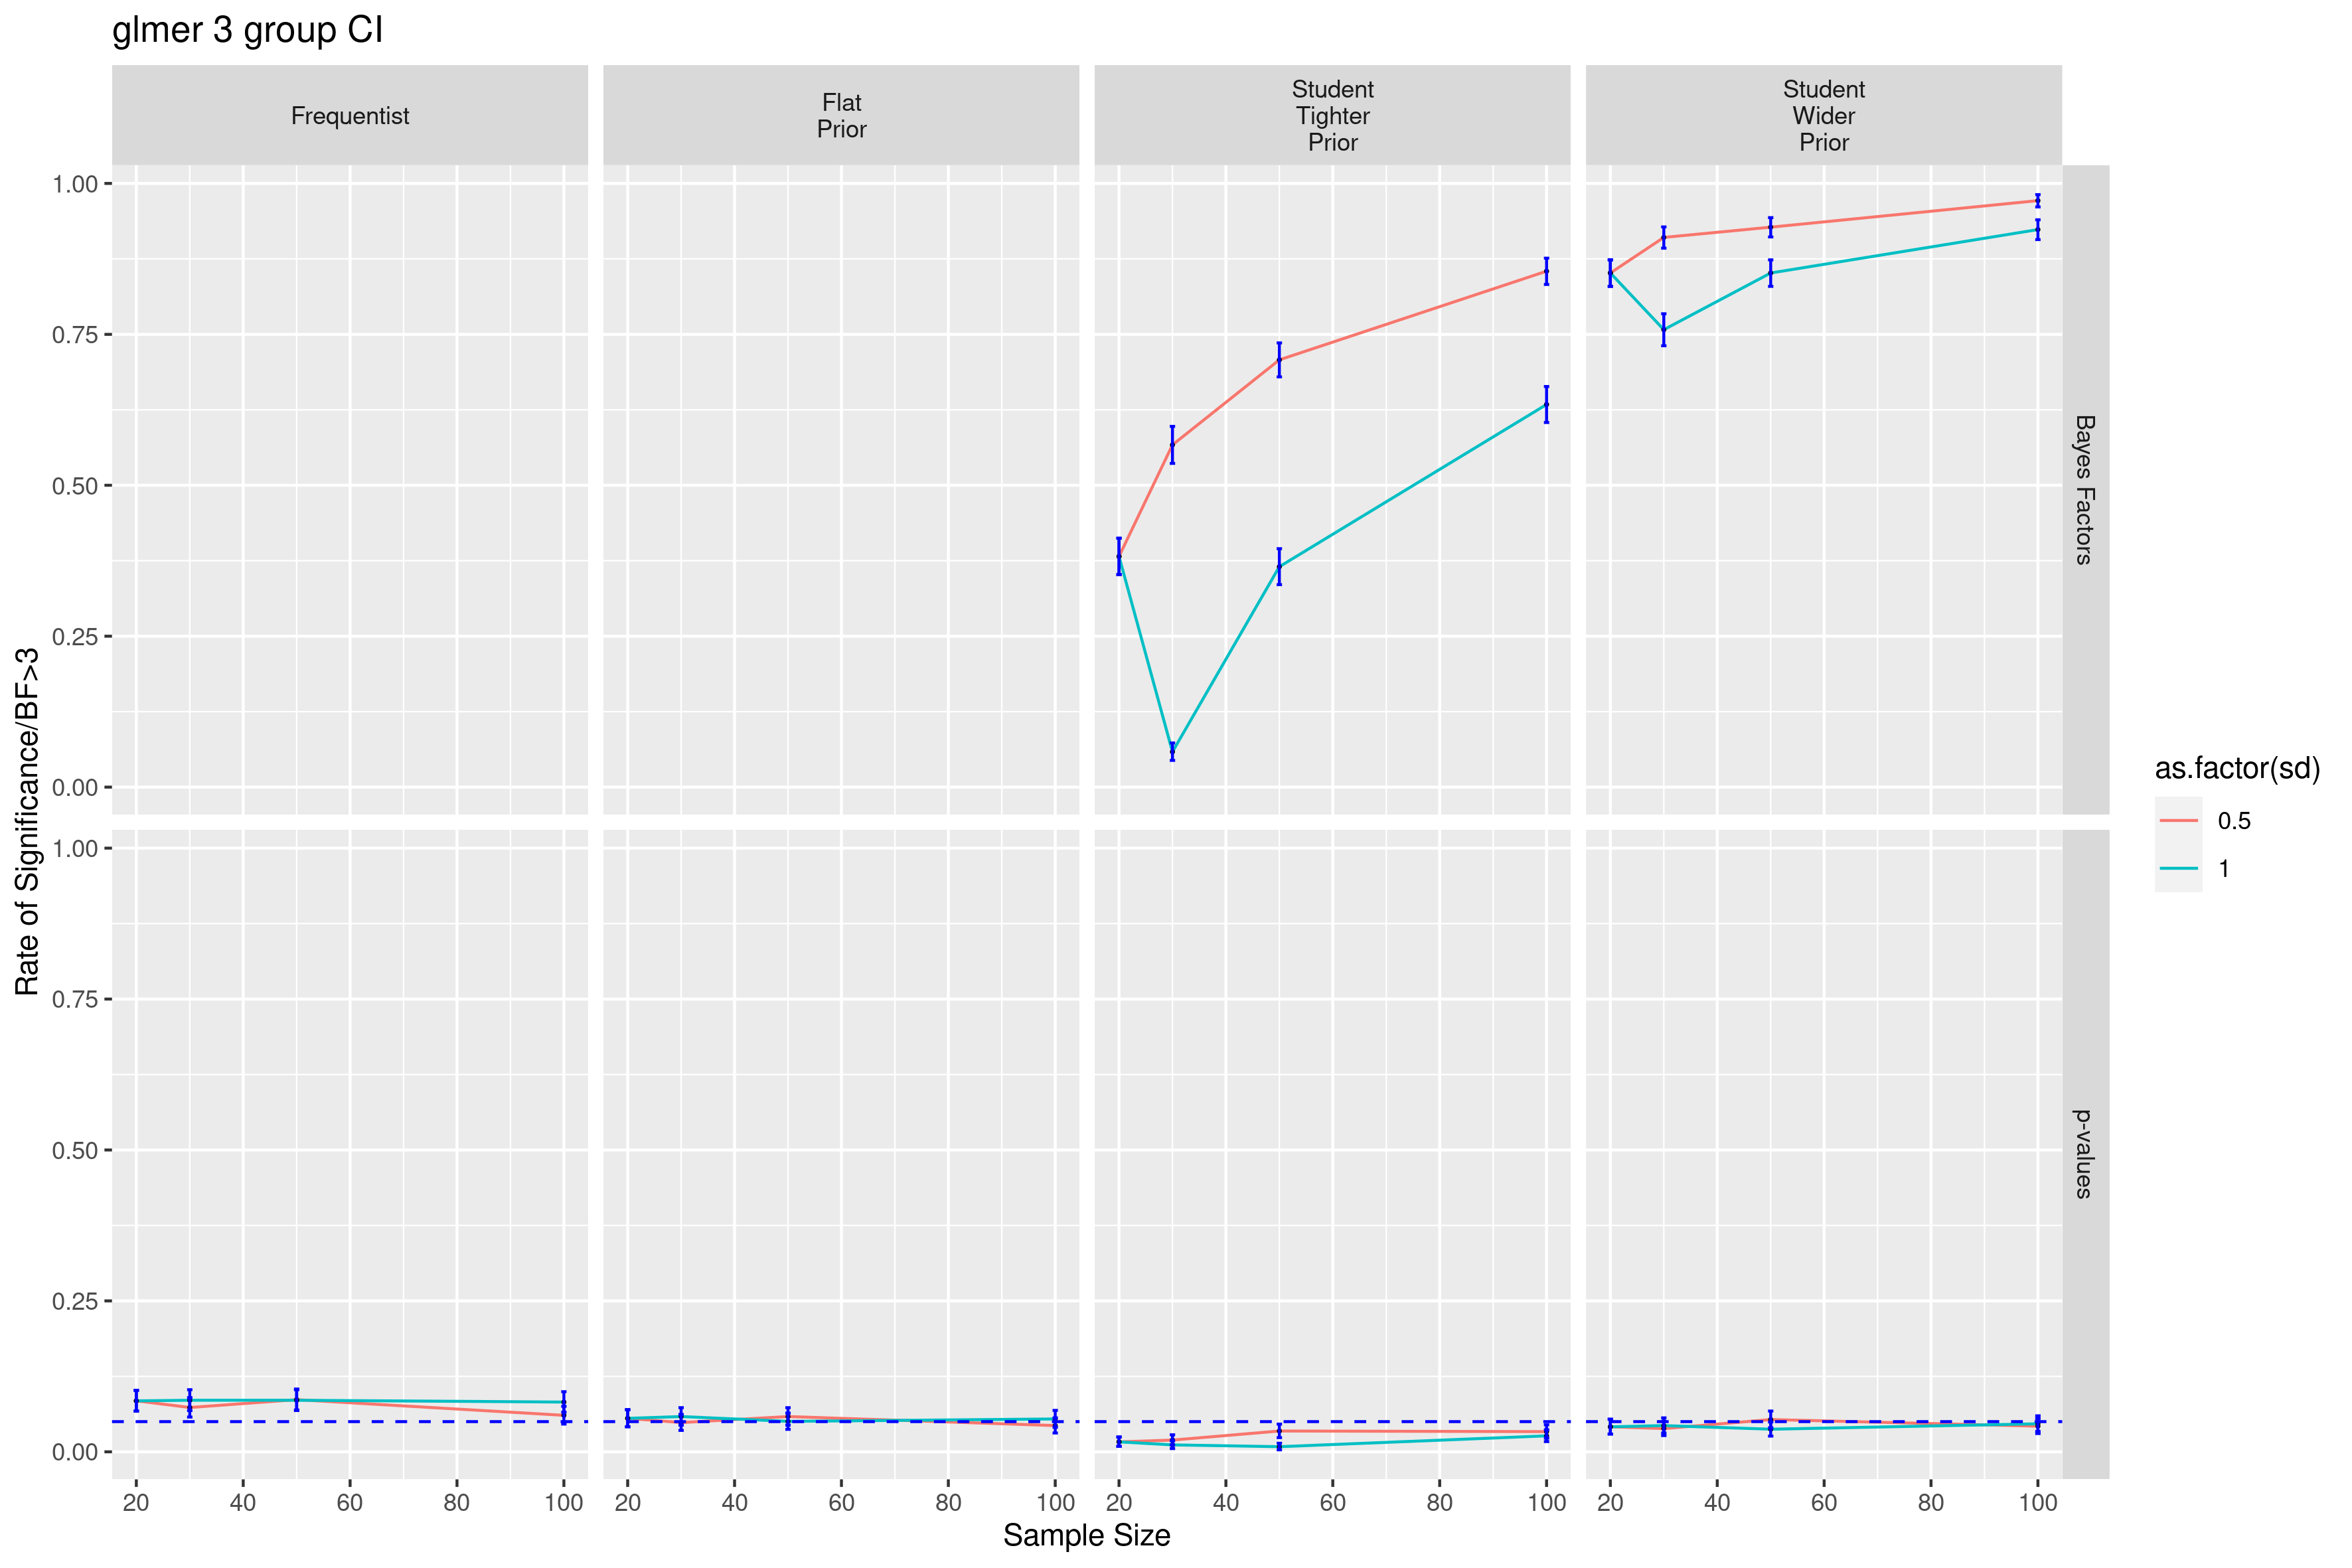 glmer 3 group CI
Frequentist
Flat
Prior
Student
Tighter
Prior
Student
Wider
Prior
1.00
0.75
0.50
0.25
0.00
Bayes Factors
1.00
0.75
0.50
0.25
0.00
p-values
Rate of Significance/BF>3
20 40 60 80 100
20 40 60 80 100
20 40 60 80 100
20 40 60 80 100
Sample Size
as.factor(sd)
0.5
1